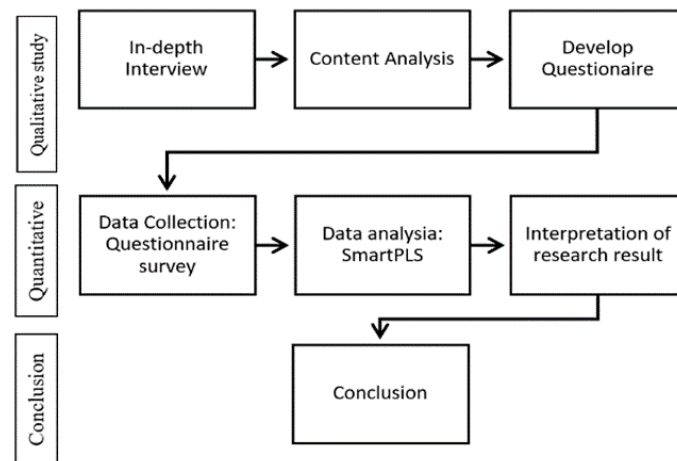 Qualitative study
In-depth
Interview
Content Analysis
Develop
Questionaire
Quantitative
Data Collection:
Questionnaire
survey
Data analysia:
SmartPLS
Interpretation of
research result
Conclusion
Conclusion